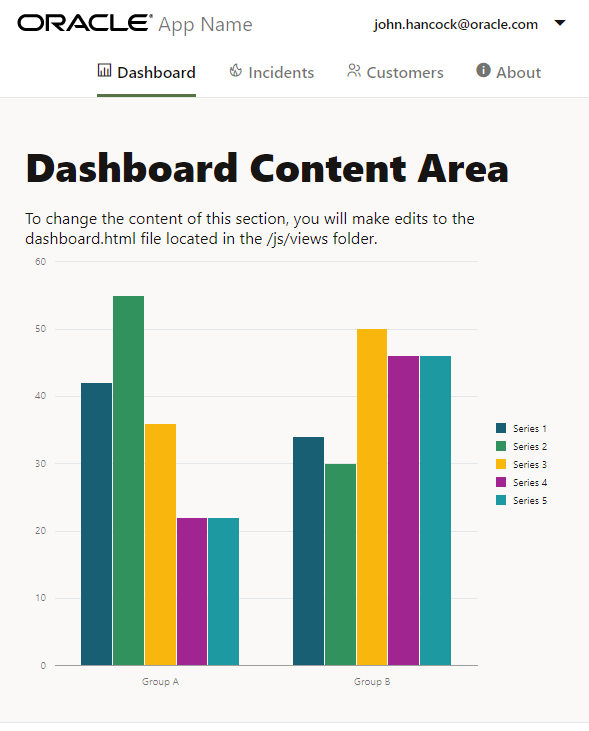 ORACLE® App Name
john.hancock@oracle.com
Dashboard Incidents Customers About
Dashboard Content Area
To change the content of this section, you will make edits to the
dashboard.html file located in the /js/views folder.
60
50
40
30
20
10
0
Group A Group B
Series 1
Series 2
Series 3
Series 4
Series 5